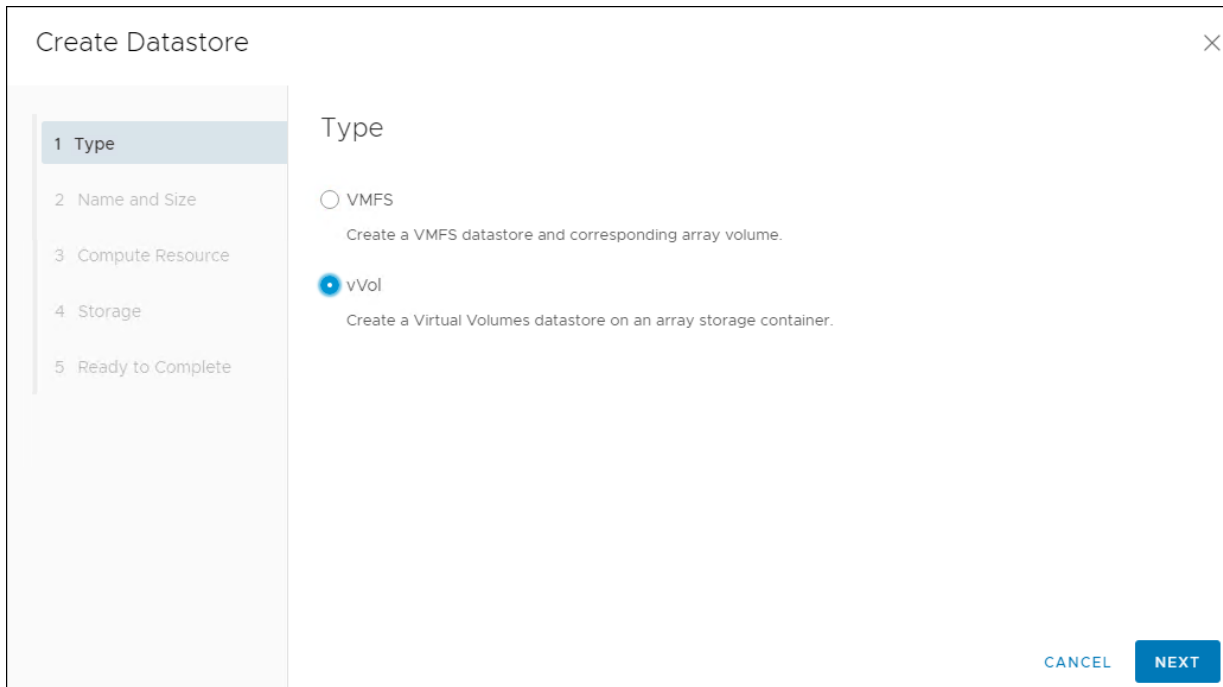 Create Datastore
1 Type
2 Name and Size
3 Compute Resource
4 Storage
5 Ready to Complete
Type
VMFS
Create a VMFS datastore and corresponding array volume.
vVol
Create a Virtual Volumes datastore on an array storage container.
CANCEL
NEXT